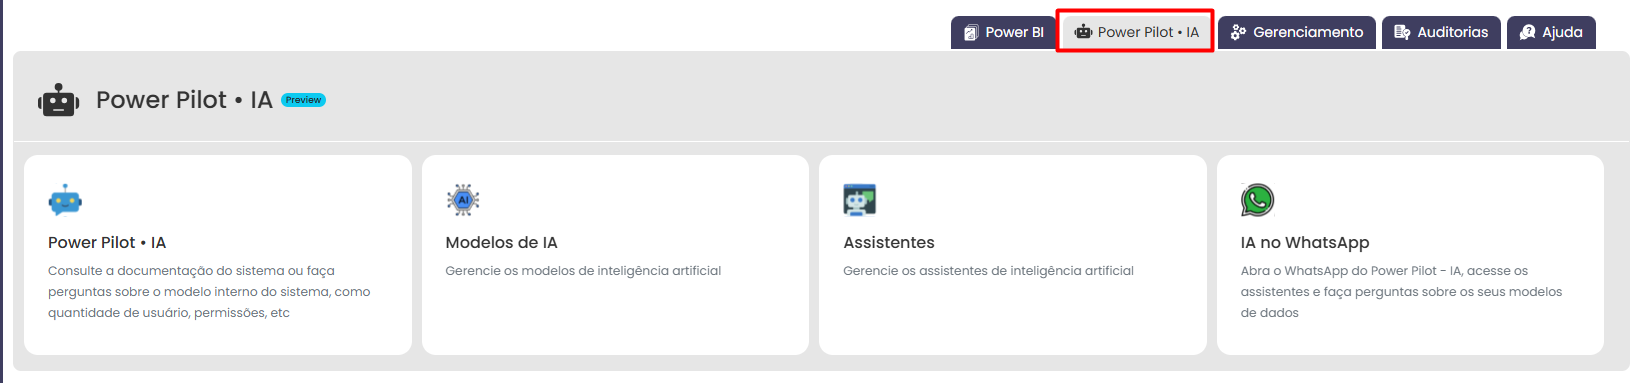 Power BI
Power Pilot • IA
Gerenciamento
Auditorias
Ajuda
Power Pilot • IA Preview
Power Pilot • IA
Consulte a documentação do sistema ou faça
perguntas sobre o modelo interno do sistema, como
quantidade de usuário, permissões, etc
AI
Modelos de IA
Gerencie os modelos de inteligência artificial
Assistentes
Gerencie os assistentes de inteligência artificial
IA no WhatsApp
Abra o WhatsApp do Power Pilot - IA, acesse os
assistentes e faça perguntas sobre os seus modelos
de dados